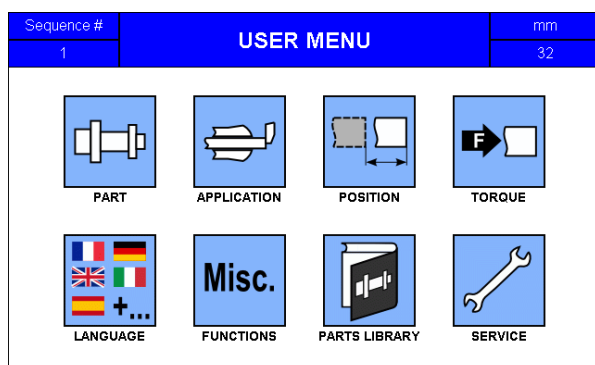 Sequence #
1
USER MENU
mm
32
F
PART
APPLICATION
POSITION
TORQUE
+...
Misc.
LANGUAGE
FUNCTIONS
PARTS LIBRARY
SERVICE